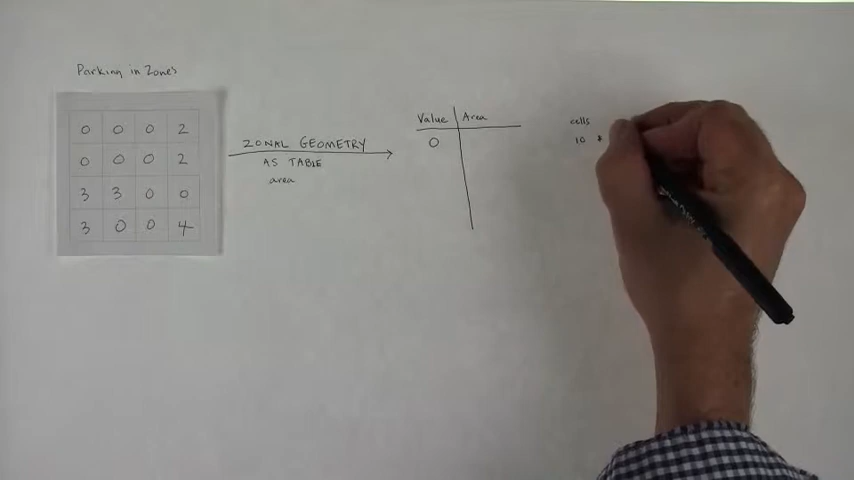 Parking in Zones
0 0 0 2
0 0 0 2
3 3 0 0
3 0 0 4
ZONAL GEOMETRY
AS TABLE
area
Value Area
0
cells
10 *